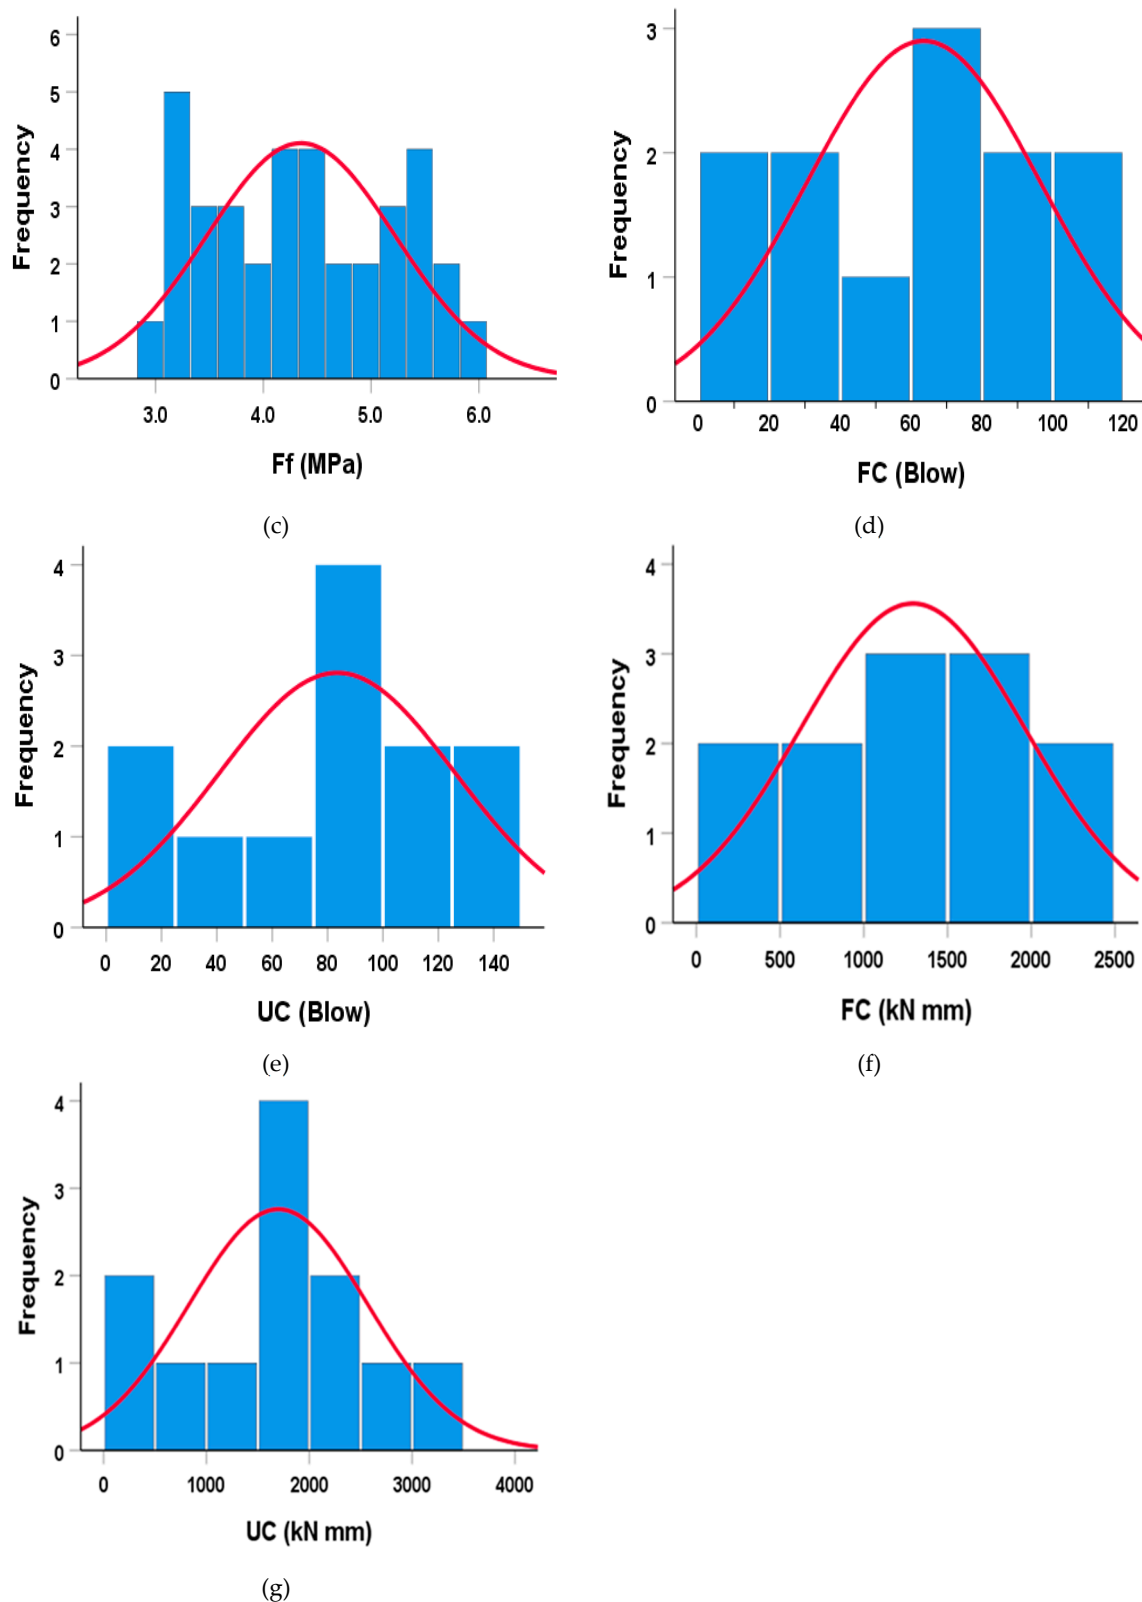 6
5
4
3
2
1
0
Frequency
3.0 4.0 5.0 6.0
Ff (MPa)
(c)
3
2
1
0
Frequency
0 20 40 60 80 100 120
FC (Blow)
(d)
4
3
2
1
0
Frequency
0 20 40 60 80 100 120 140
UC (Blow)
(e)
4
3
2
1
0
Frequency
0 500 1000 1500 2000 2500
FC (kN mm)
(f)
4
3
2
1
0
Frequency
0 1000 2000 3000 4000
UC (kN mm)
(g)